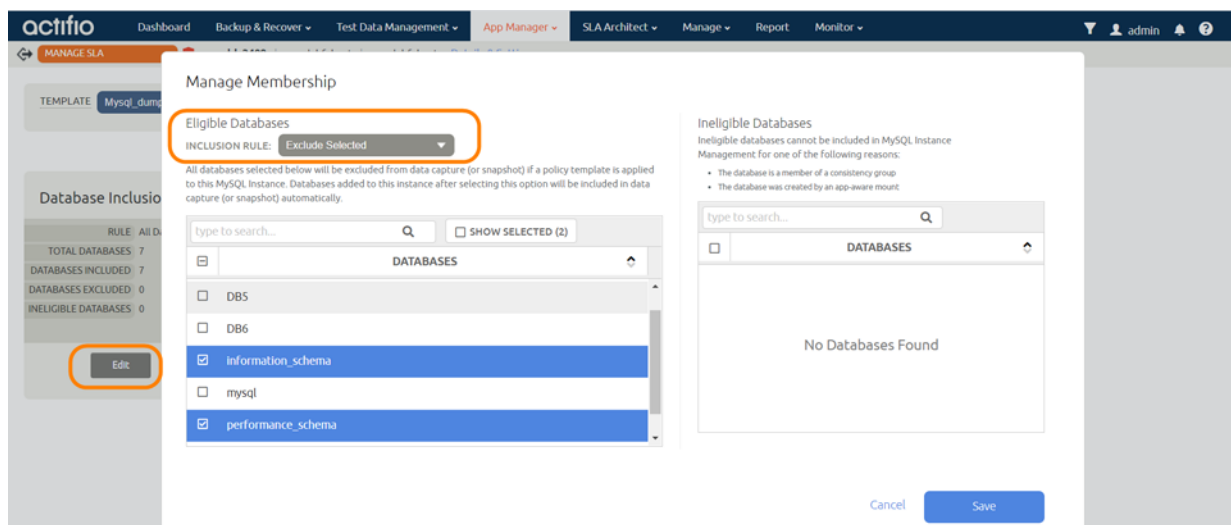 actifio
Dashboard Backup & Recover Test Data Management App Manager SLA Architect Manage Report Monitor admin
MANAGE SLA
Manage Membership
TEMPLATE Mysql_dump
Eligible Databases
INCLUSION RULE: Exclude Selected
All databases selected below will be excluded from data capture (or snapshot) if a policy template is applied
to this MySQL Instance. Databases added to this instance after selecting this option will be included in data
capture (or snapshot) automatically.
Ineligible Databases
Ineligible databases cannot be included in MySQL Instance
Management for one of the following reasons:
• The database is a member of a consistency group
• The database was created by an app-aware mount
Database Inclusio
RULE All D
TOTAL DATABASES 7
DATABASES INCLUDED 7
DATABASES EXCLUDED 0
INELIGIBLE DATABASES 0
Edit
type to search... SHOW SELECTED (2)
DATABASES
DB5
DB6
information_schema
mysql
performance_schema
type to search...
DATABASES
No Databases Found
Cancel Save